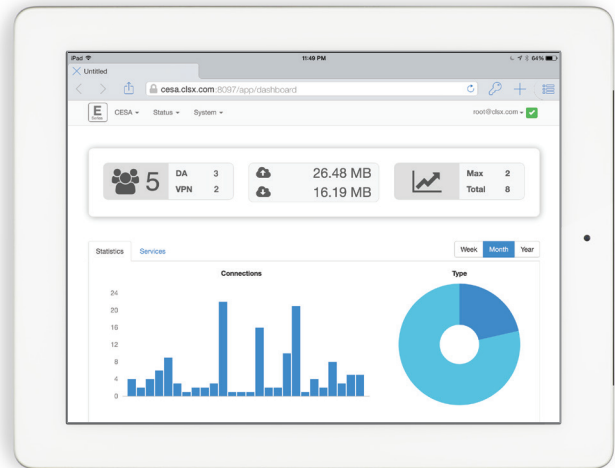 iPad 11:49 PM 64%
Untitled
cesa.clsx.com:8097/app/dashboard
E CESA Status System root@clsx.com
5 DA 3 26.48 MB Max 2
VPN 2 16.19 MB Total 8
Statistics Services Week Month Year
Connections Type
24
20
16
12
8
4
0